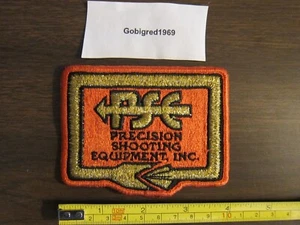 Gobigred1969
PSE
PRECISION
SHOOTING
EQUIPMENT, INC.